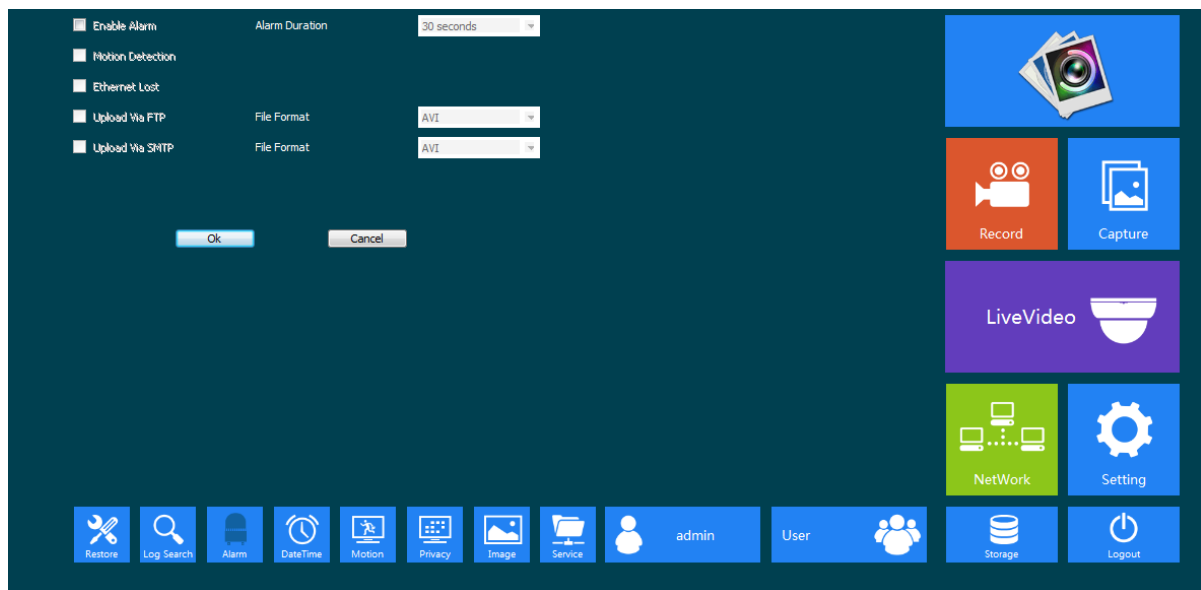 Enable Alarm Alarm Duration 30 seconds
Motion Detection
Ethernet Lost
Upload Via FTP File Format AVI
Upload Via SMTP File Format AVI
Ok Cancel
Record Capture
LiveVideo
NetWork Setting
Restore Log Search Alarm DateTime Motion Privacy Image Service admin User Storage Logout